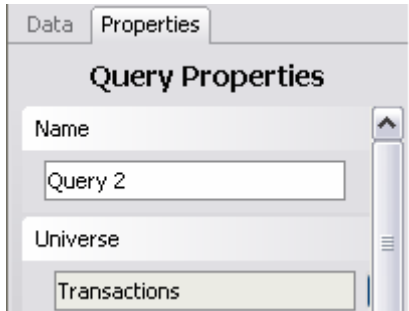 Data Properties
Query Properties
Name
Query 2
Universe
Transactions